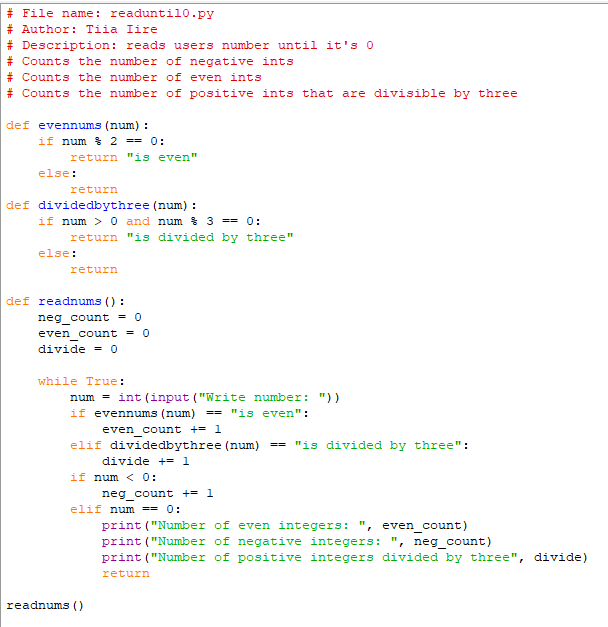 # File name: readuntil0.py
# Author: Tiia Iire
# Description: reads users number until it's 0
# Counts the number of negative ints
# Counts the number of even ints
# Counts the number of positive ints that are divisible by three

def evennums(num):
    if num % 2 == 0:
        return "is even"
    else:
        return
def dividedbythree(num):
    if num > 0 and num % 3 == 0:
        return "is divided by three"
    else:
        return

def readnums():
    neg_count = 0
    even_count = 0
    divide = 0

    while True:
        num = int(input("Write number: "))
        if evennums(num) == "is even":
            even_count += 1
        elif dividedbythree(num) == "is divided by three":
            divide += 1
        if num < 0:
            neg_count += 1
        elif num == 0:
            print("Number of even integers: ", even_count)
            print("Number of negative integers: ", neg_count)
            print("Number of positive integers divided by three", divide)
            return

readnums()